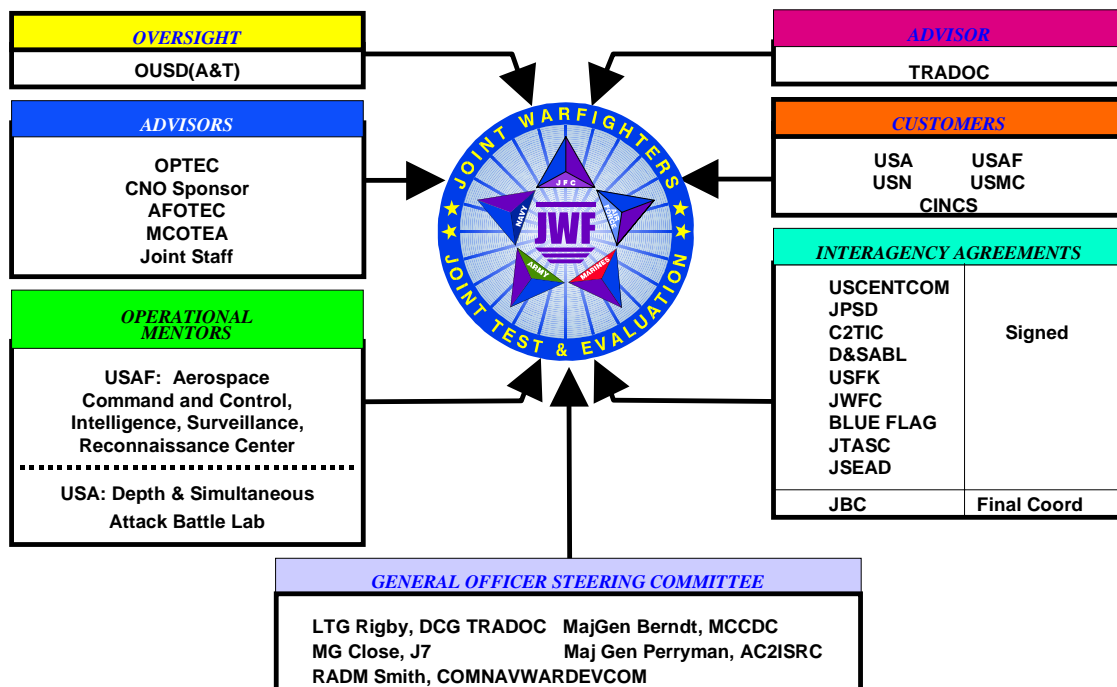 OVERSIGHT
OUSD(A&T)
ADVISORS
OPTEC
CNO Sponsor
AFOTEC
MCOTEA
Joint Staff
OPERATIONAL
MENTORS
USAF: Aerospace
Command and Control,
Intelligence, Surveillance,
Reconnaissance Center
USA: Depth & Simultaneous
Attack Battle Lab
JOINT WARFIGHTERS
JFC
NAVY
AIR FORCE
JWF
ARMY
MARINES
JOINT TEST & EVALUATION
ADVISOR
TRADOC
CUSTOMERS
USA USAF
USN USMC
CINCS
INTERAGENCY AGREEMENTS
USCENTCOM
JPSD
C2TIC Signed
D&SABL
USFK
JWFC
BLUE FLAG
JTASC
JSEAD
JBC Final Coord
GENERAL OFFICER STEERING COMMITTEE
LTG Rigby, DCG TRADOC MajGen Berndt, MCCDC
MG Close, J7 Maj Gen Perryman, AC2ISRC
RADM Smith, COMNAVWARDEVCOM